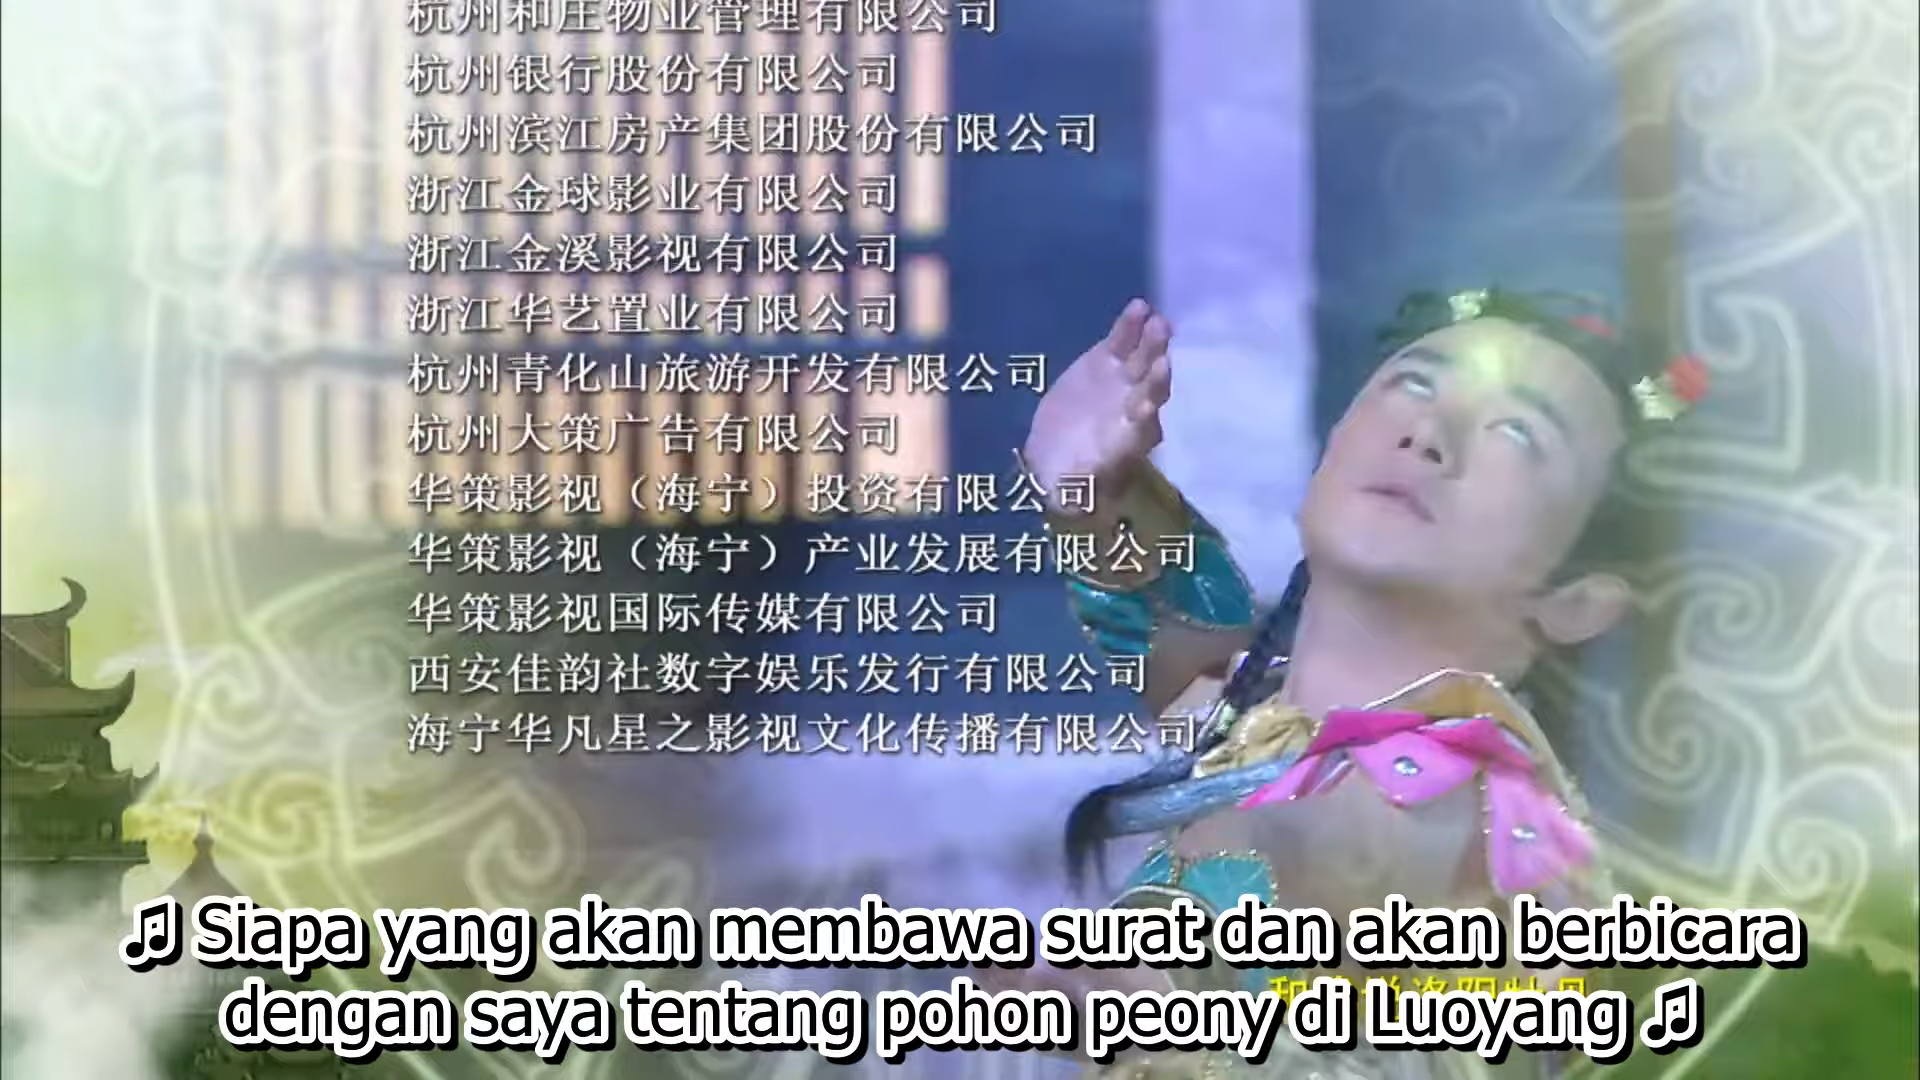 杭州和庄物业管理有限公司
杭州银行股份有限公司
杭州滨江房产集团股份有限公司
浙江金球影业有限公司
浙江金溪影视有限公司
浙江华艺置业有限公司
杭州青化山旅游开发有限公司
杭州大策广告有限公司
华策影视（海宁）投资有限公司
华策影视（海宁）产业发展有限公司
华策影视国际传媒有限公司
西安佳韵社数字娱乐发行有限公司
海宁华凡星之影视文化传播有限公司
♫ Siapa yang akan membawa surat dan akan berbicara
dengan saya tentang pohon peony di Luoyang ♫